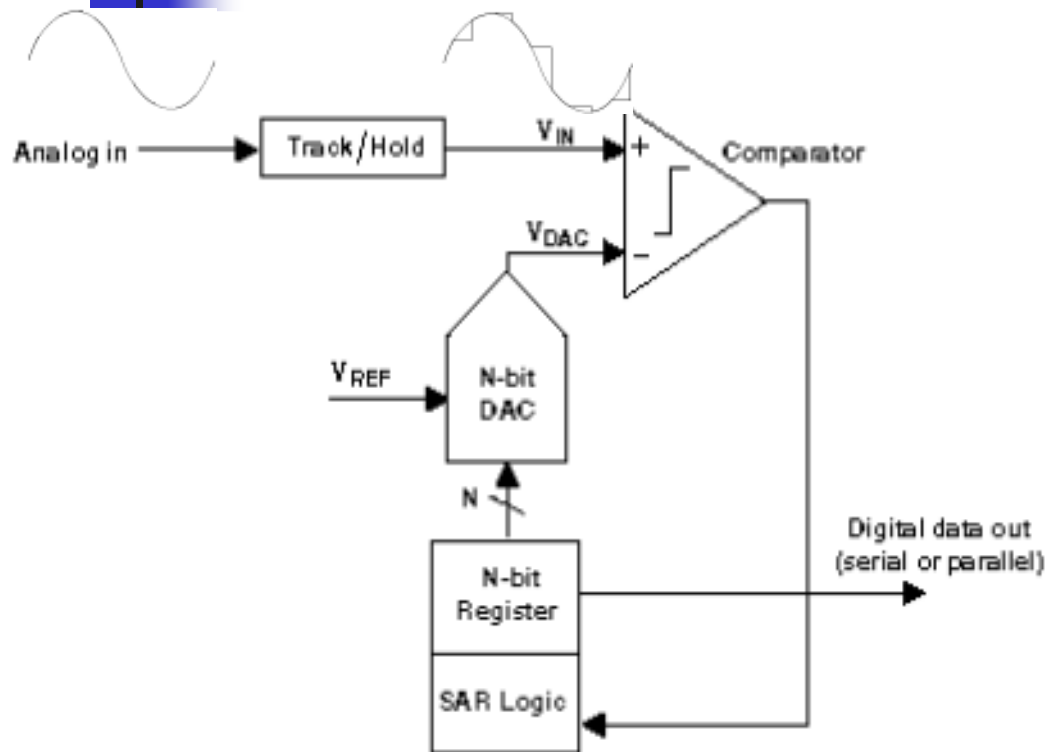 Analog in
Track/Hold
VIN
+
Comparator
VDAC
-
VREF
N-bit
DAC
N
Digital data out
(serial or parallel)
N-bit
Register
SAR Logic